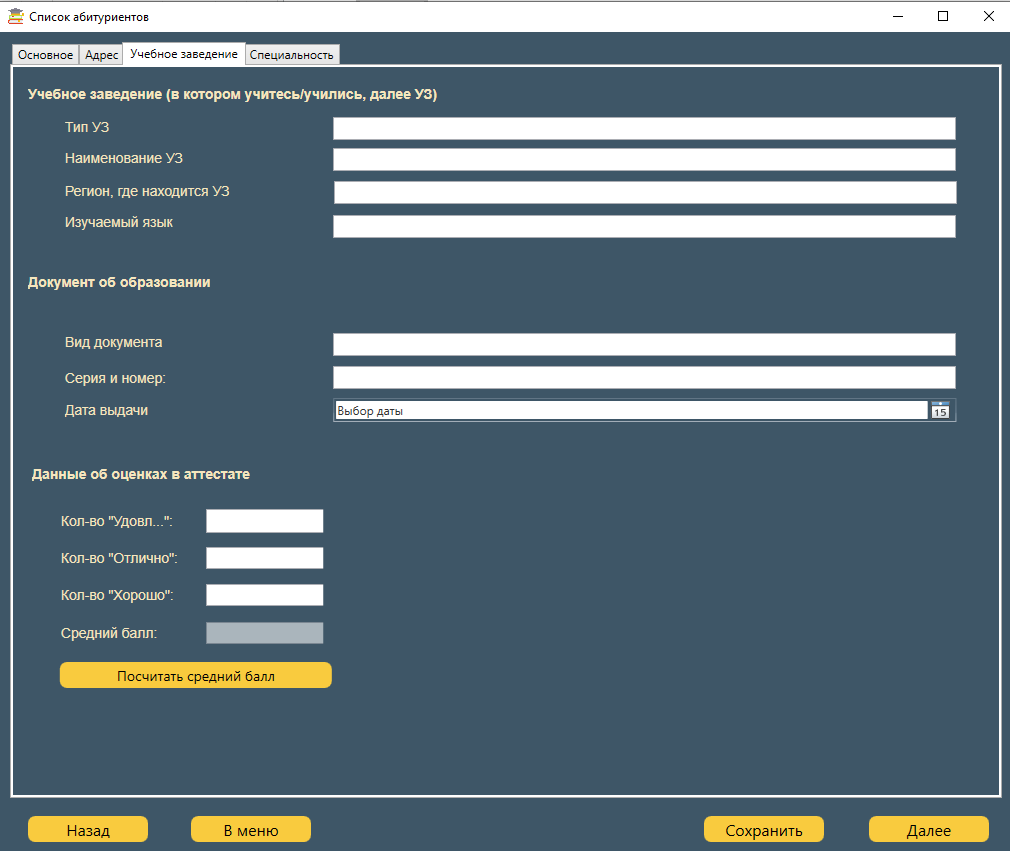 Список абитуриентов
Основное Адрес Учебное заведение Специальность
Учебное заведение (в котором учитесь/учились, далее УЗ)
Тип УЗ
Наименование УЗ
Регион, где находится УЗ
Изучаемый язык
Документ об образовании
Вид документа
Серия и номер:
Дата выдачи Выбор даты 15
Данные об оценках в аттестате
Кол-во "Удовл...":
Кол-во "Отлично":
Кол-во "Хорошо":
Средний балл:
Посчитать средний балл
Назад В меню Сохранить Далее